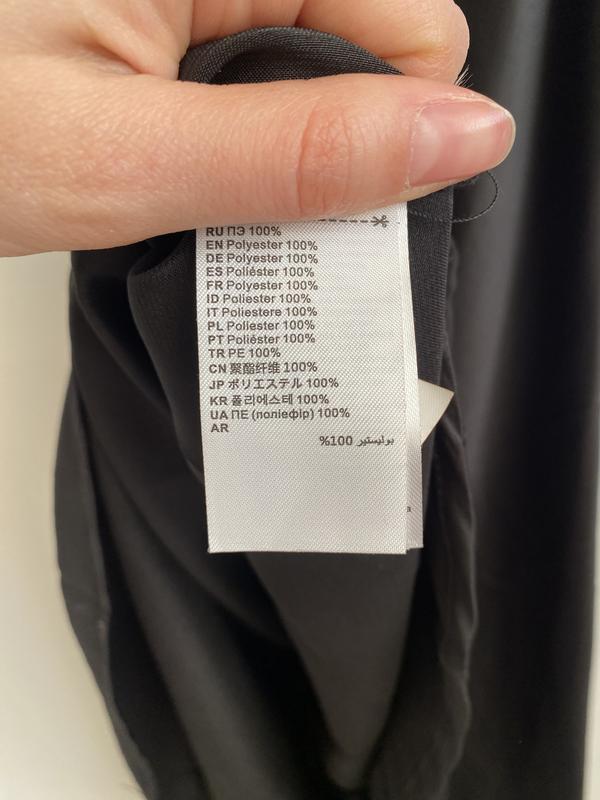 RU ПЭ 100%
EN Polyester 100%
DE Polyester 100%
ES Poliéster 100%
FR Polyester 100%
ID Poliester 100%
IT Poliestere 100%
PL Poliester 100%
PT Poliéster 100%
TR PE 100%
CN 聚酯纤维 100%
JP ポリエステル 100%
KR 폴리에스테 100%
UA ПЕ (поліефір) 100%
AR
بوليستير 100%
a